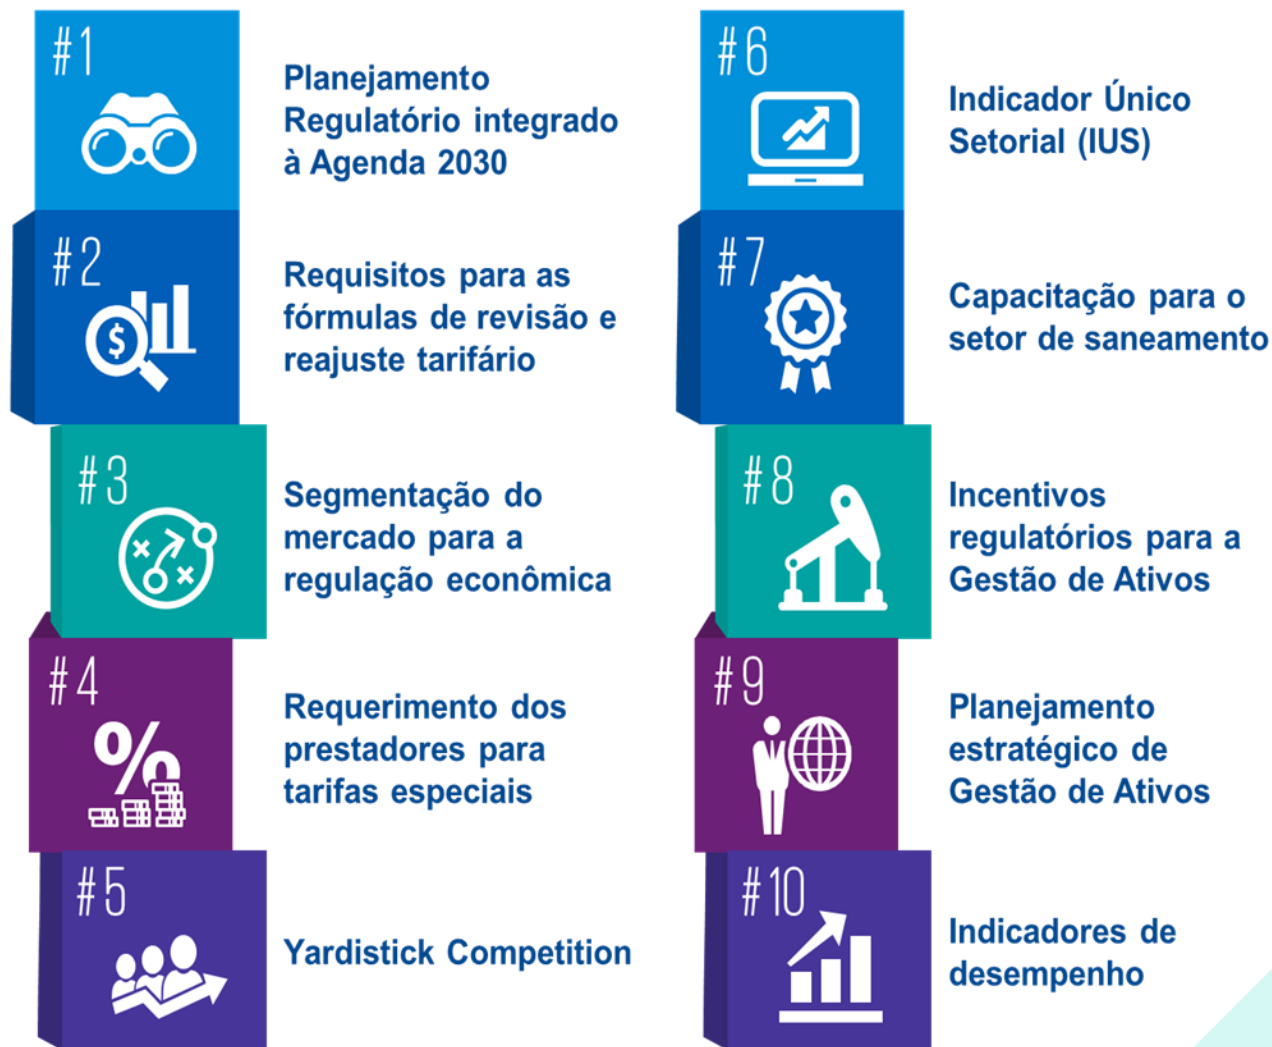 #1
Planejamento
Regulatório integrado
à Agenda 2030
#2
Requisitos para as
fórmulas de revisão e
reajuste tarifário
$
#3
Segmentação do
mercado para a
regulação econômica
#4
Requerimento dos
prestadores para
tarifas especiais
%
#5
Yardistick Competition
#6
Indicador Único
Setorial (IUS)
#7
Capacitação para o
setor de saneamento
#8
Incentivos
regulatórios para a
Gestão de Ativos
#9
Planejamento
estratégico de
Gestão de Ativos
#10
Indicadores de
desempenho